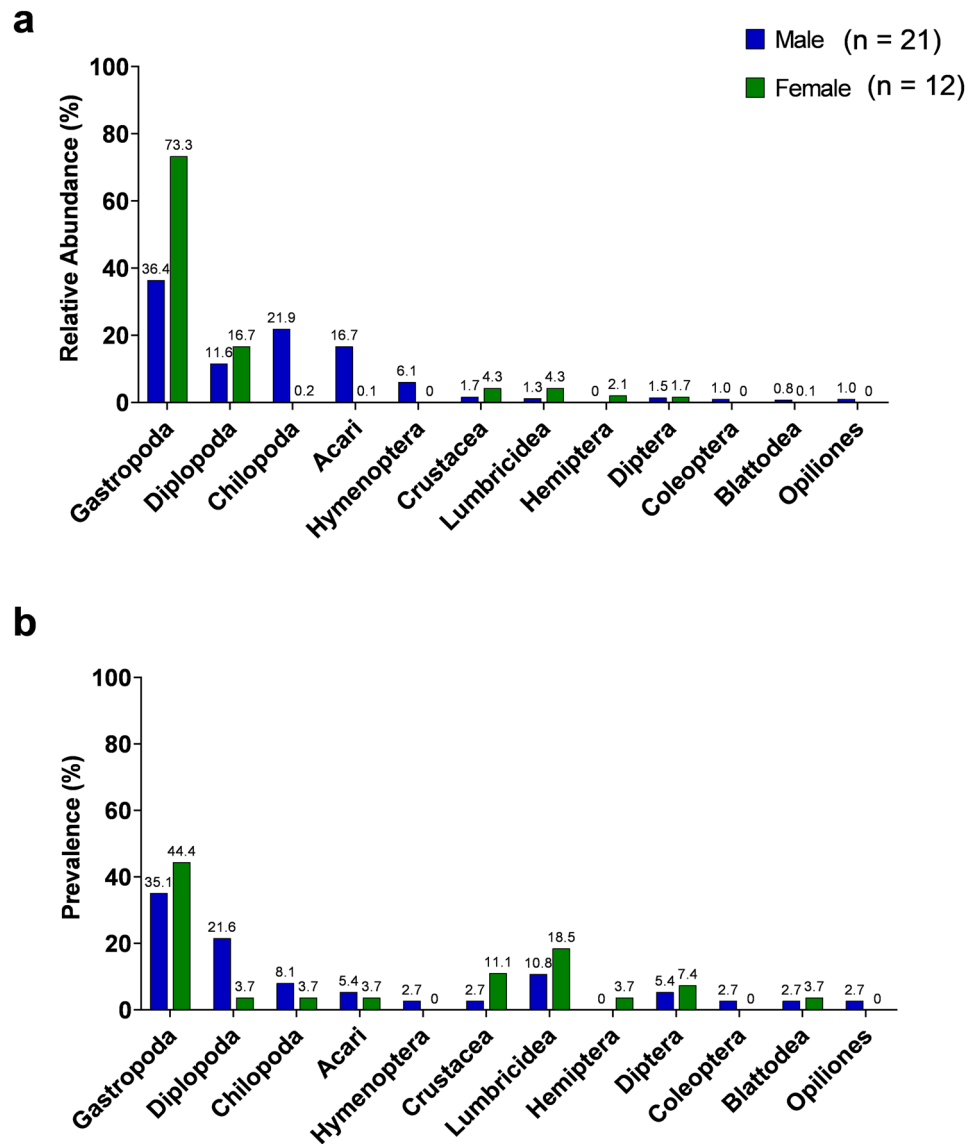 a
Male (n = 21)
Female (n = 12)
Relative Abundance (%)
100
80
60
40
20
0
36.4 73.3
11.6 16.7
21.9 0.2
16.7 0.1
6.1 0
1.7 4.3
1.3 4.3
0 2.1
1.5 1.7
1.0 0
0.8 0.1
1.0 0
Gastropoda
Diplopoda
Chilopoda
Acari
Hymenoptera
Crustacea
Lumbricidea
Hemiptera
Diptera
Coleoptera
Blattodea
Opiliones
b
Prevalence (%)
100
80
60
40
20
0
35.1 44.4
21.6 3.7
8.1 3.7
5.4 3.7
2.7 0
2.7 11.1
10.8 18.5
0 3.7
5.4 7.4
2.7 0
2.7 3.7
2.7 0
Gastropoda
Diplopoda
Chilopoda
Acari
Hymenoptera
Crustacea
Lumbricidea
Hemiptera
Diptera
Coleoptera
Blattodea
Opiliones